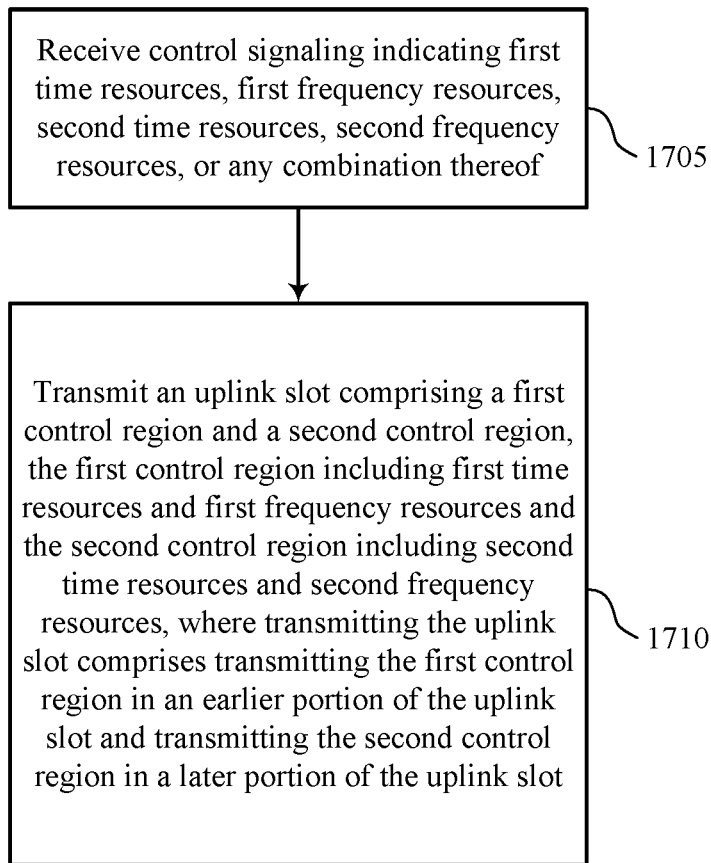 Receive control signaling indicating first
time resources, first frequency resources,
second time resources, second frequency
resources, or any combination thereof
1705
Transmit an uplink slot comprising a first
control region and a second control region,
the first control region including first time
resources and first frequency resources and
the second control region including second
time resources and second frequency
resources, where transmitting the uplink
slot comprises transmitting the first control
region in an earlier portion of the uplink
slot and transmitting the second control
region in a later portion of the uplink slot
1710